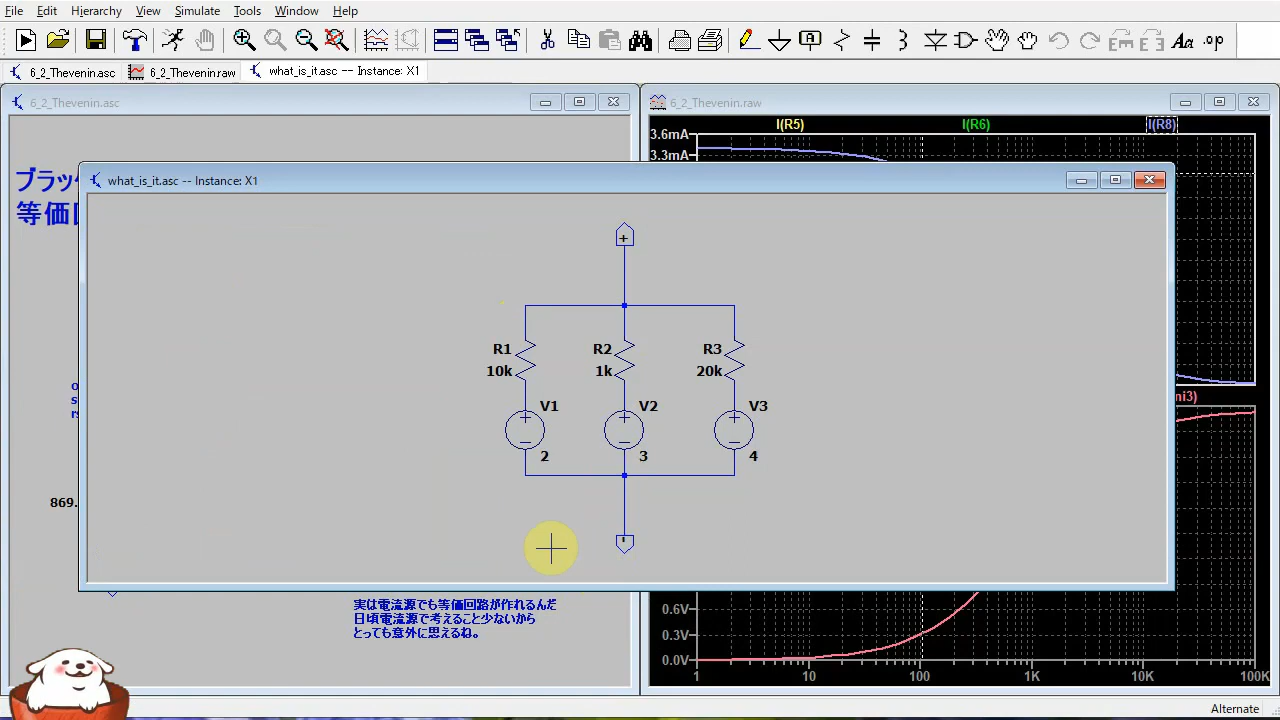 File Edit Hierarchy View Simulate Tools Window Help
6_2_Thevenin.asc 6_2_Thevenin.raw what_is_it.asc -- Instance: X1
6_2_Thevenin.asc
6_2_Thevenin.raw
I(R5) I(R6) I(R8)
3.6mA
3.3mA
what_is_it.asc -- Instance: X1
R1
10k
V1
2
R2
1k
V2
3
R3
20k
V3
4
869.
実は電流源でも等価回路が作れるんだ
日頃電流源で考えること少ないから
とっても意外に思えるね。
0.6V
0.3V
0.0V
1 10 100 1K 10K 100K
Alternate